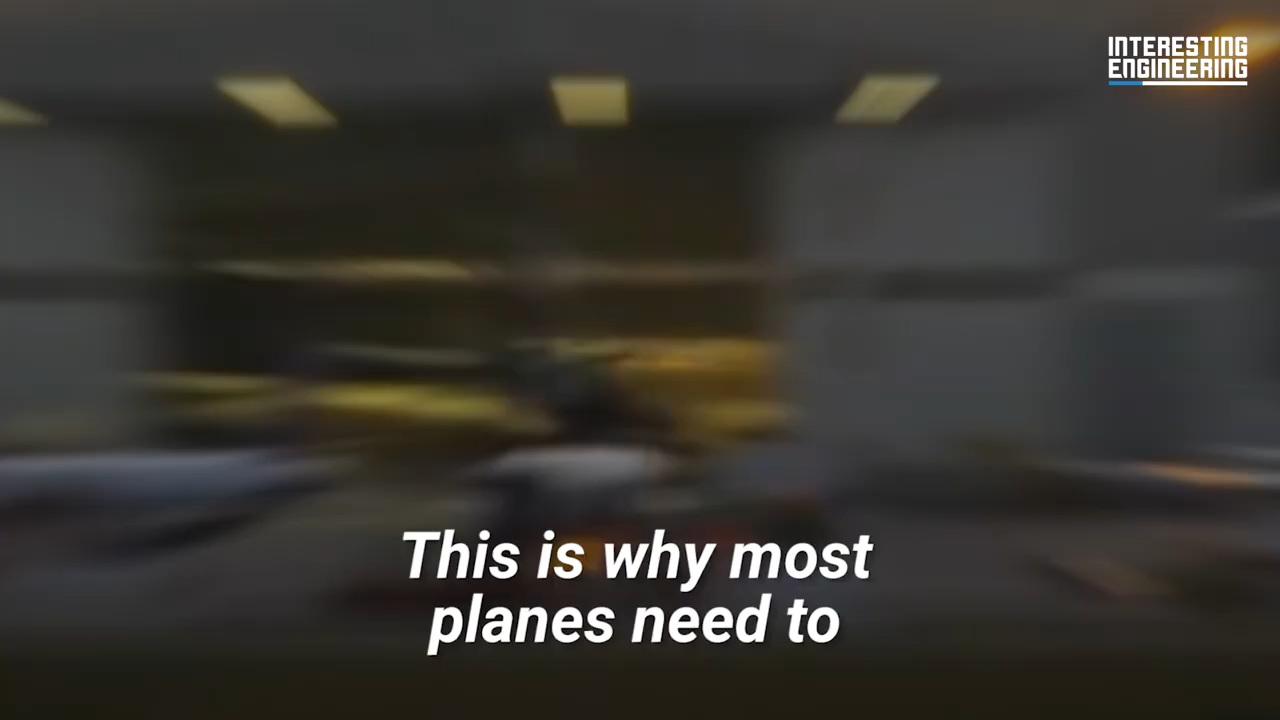 INTERESTING
ENGINEERING
This is why most
planes need to